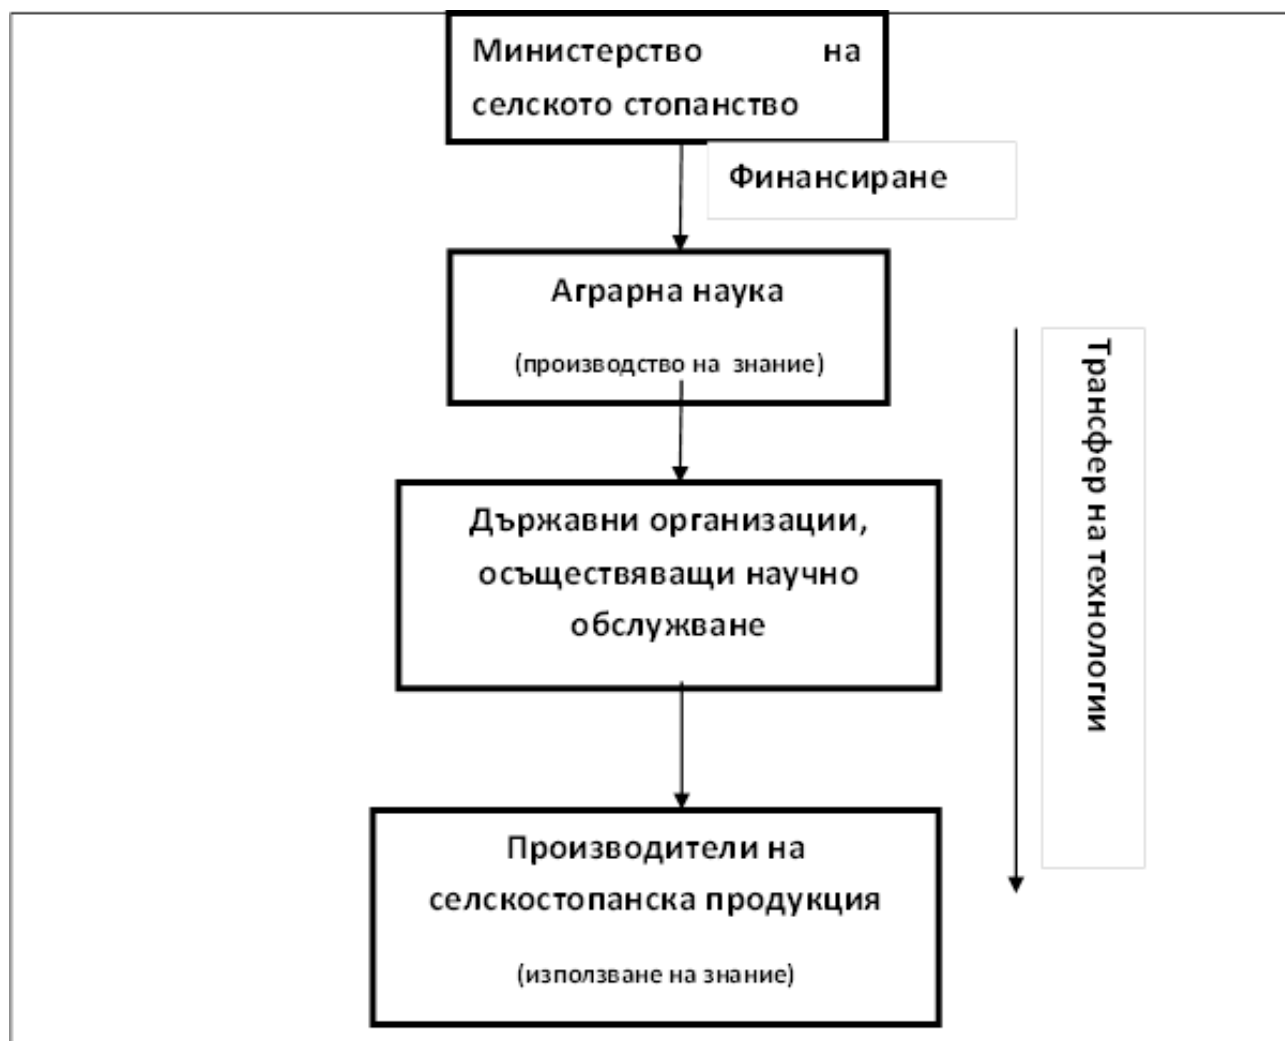 Министерство на
селското стопанство
Финансиране
Аграрна наука
(производство на знание)
Държавни организации,
осъществяващи научно
обслужване
Трансфер на технологии
Производители на
селскостопанска продукция
(използване на знание)